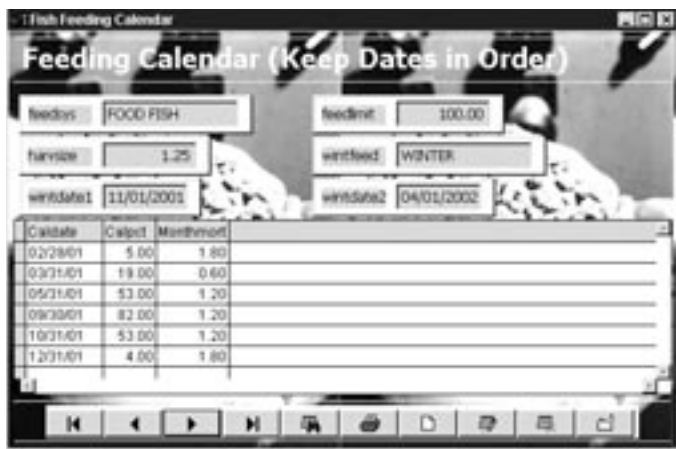 Fish Feeding Calendar
Feeding Calendar (Keep Dates in Order)
feedsys FOOD FISH feedlimit 100.00
harvsize 1.25 wintfeed WINTER
wintdate1 11/01/2001 wintdate2 04/01/2002
Caldate Calpct Monthmort
02/28/01 5.00 1.80
03/31/01 19.00 0.60
05/31/01 53.00 1.20
09/30/01 82.00 1.20
10/31/01 53.00 1.20
12/31/01 4.00 1.80